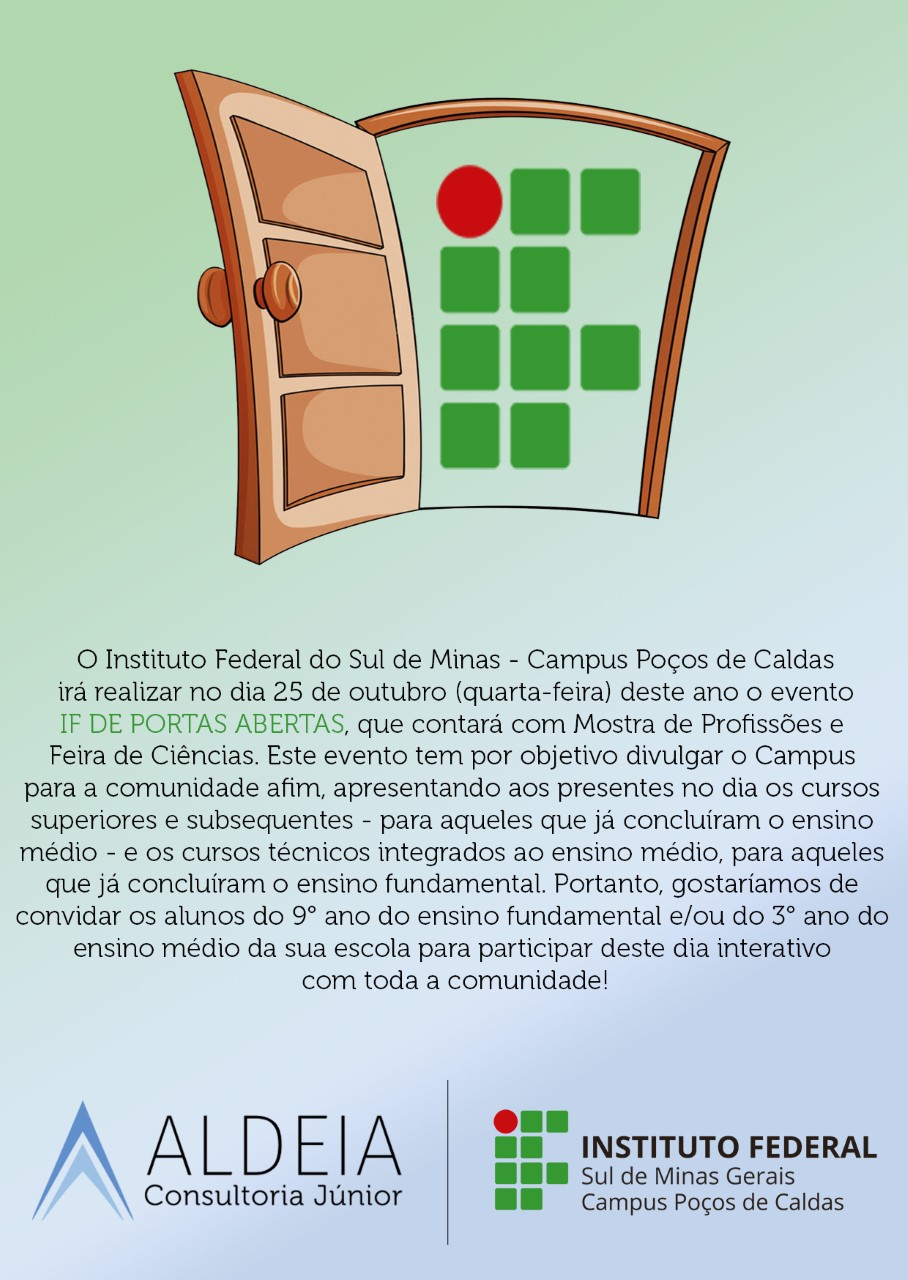 O Instituto Federal do Sul de Minas - Campus Poços de Caldas
irá realizar no dia 25 de outubro (quarta-feira) deste ano o evento
IF DE PORTAS ABERTAS, que contará com Mostra de Profissões e
Feira de Ciências. Este evento tem por objetivo divulgar o Campus
para a comunidade afim, apresentando aos presentes no dia os cursos
superiores e subsequentes - para aqueles que já concluíram o ensino
médio - e os cursos técnicos integrados ao ensino médio, para aqueles
que já concluíram o ensino fundamental. Portanto, gostaríamos de
convidar os alunos do 9° ano do ensino fundamental e/ou do 3° ano do
ensino médio da sua escola para participar deste dia interativo
com toda a comunidade!
ALDEIA
Consultoria Júnior
INSTITUTO FEDERAL
Sul de Minas Gerais
Campus Poços de Caldas